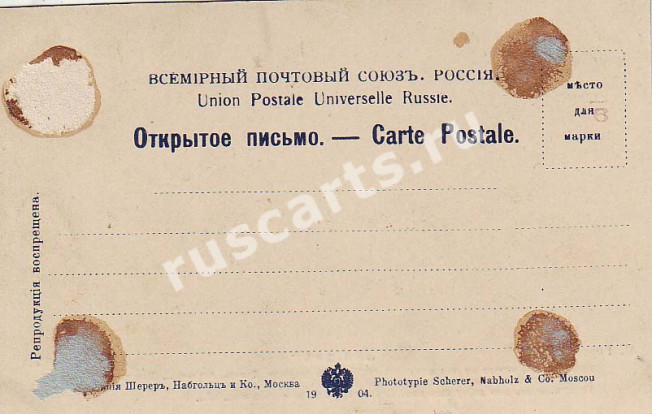 ВСЕМІРНЫЙ ПОЧТОВЫЙ СОЮЗЪ. РОССІЯ.
Union Postale Universelle Russie.
Открытое письмо. — Carte Postale.
мѣсто
для
марки
Репродукція воспрещена.
ruscarts.ru
Шереръ, Набгольцъ и Ко., Москва
Phototypie Scherer, Nabholz & Co. Moscou
19 04.